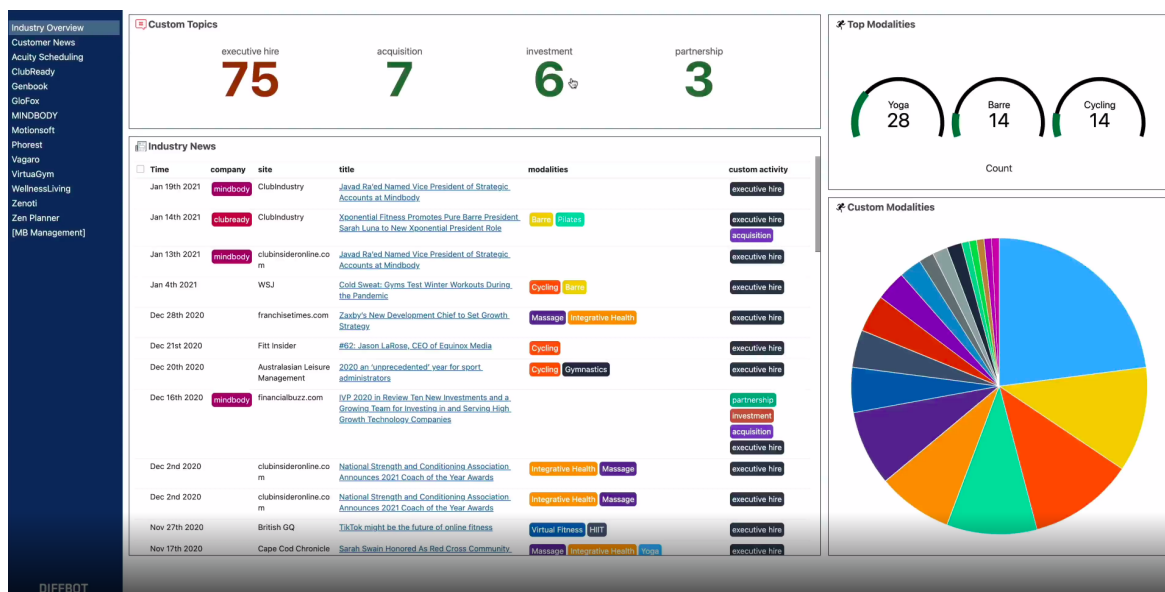 Industry Overview
Customer News
Acuity Scheduling
ClubReady
Genbook
GloFox
MINDBODY
Motionsoft
Phorest
Vagaro
VirtuaGym
WellnessLiving
Zenoti
Zen Planner
[MB Management]
DIFFBOT
Custom Topics
executive hire
75
acquisition
7
investment
6
partnership
3
Industry News
Time company site title modalities custom activity
Jan 19th 2021 mindbody ClubIndustry Javad Ra'ed Named Vice President of Strategic executive hire
Accounts at Mindbody
Jan 14th 2021 clubready ClubIndustry Xponential Fitness Promotes Pure Barre President Barre Pilates executive hire
Sarah Luna to New Xponential President Role acquisition
Jan 13th 2021 mindbody clubinsideronline.co Javad Ra'ed Named Vice President of Strategic executive hire
m Accounts at Mindbody
Jan 4th 2021 WSJ Cold Sweat: Gyms Test Winter Workouts During Cycling Barre executive hire
the Pandemic
Dec 28th 2020 franchisetimes.com Zaxby's New Development Chief to Set Growth Massage Integrative Health executive hire
Strategy
Dec 21st 2020 Fitt Insider #62: Jason LaRose, CEO of Equinox Media Cycling executive hire
Dec 20th 2020 Australasian Leisure 2020 an 'unprecedented' year for sport Cycling Gymnastics executive hire
Management administrators
Dec 16th 2020 mindbody financialbuzz.com IVP 2020 in Review Ten New Investments and a partnership
Growing Team for Investing in and Serving High investment
Growth Technology Companies acquisition
executive hire
Dec 2nd 2020 clubinsideronline.co National Strength and Conditioning Association Integrative Health Massage executive hire
m Announces 2021 Coach of the Year Awards
Dec 2nd 2020 clubinsideronline.co National Strength and Conditioning Association Integrative Health Massage executive hire
m Announces 2021 Coach of the Year Awards
Nov 27th 2020 British GQ TikTok might be the future of online fitness Virtual Fitness HIIT executive hire
Nov 17th 2020 Cape Cod Chronicle Sarah Swain Honored As Red Cross Community Massage Integrative Health Yoga executive hire
Top Modalities
Yoga
28
Barre
14
Cycling
14
Count
Custom Modalities